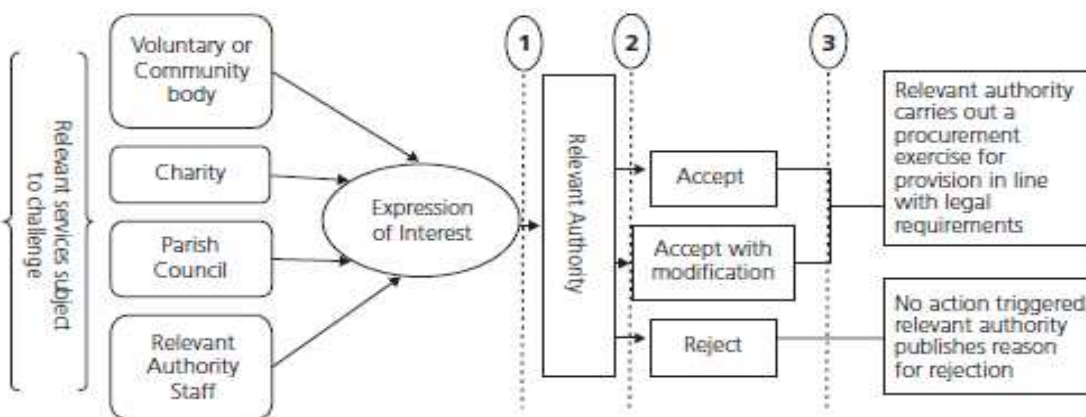 Relevant services subject
to challenge
Voluntary or
Community
body
Charity
Parish
Council
Relevant
Authority
Staff
Expression
of Interest
1
2
3
Relevant Authority
Accept
Accept with
modification
Reject
Relevant authority
carries out a
procurement
exercise for
provision in line
with legal
requirements
No action triggered,
relevant authority
publishes reason
for rejection